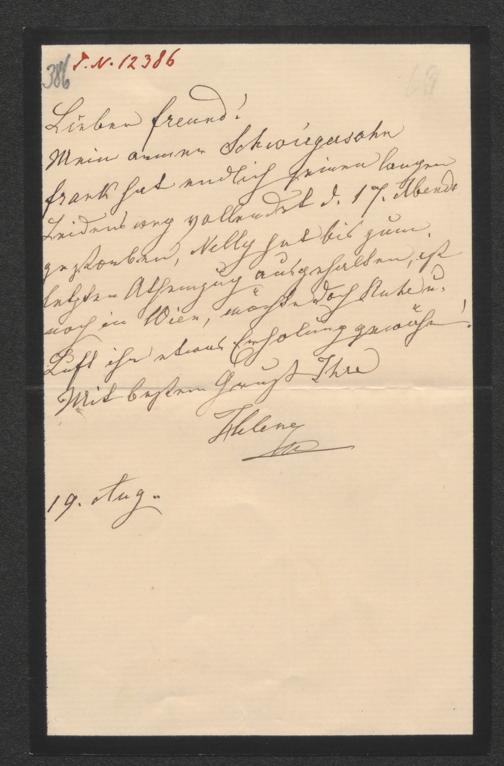 386 I. N. 12386
68
Lieber Freund!
Mein armer Schwiegersohn
Frank hat endlich seinen langen
Leidensweg vollendet d. 17. Abends
gestorben, Nelly hat bis zum
letzten Athemzug ausgehalten, ist
noch in Wien, möchte doch Ruhe u.
Luft ihr etwas Erholung gewähren!
Mit bestem Gruß Ihre
Helene
19. Aug.